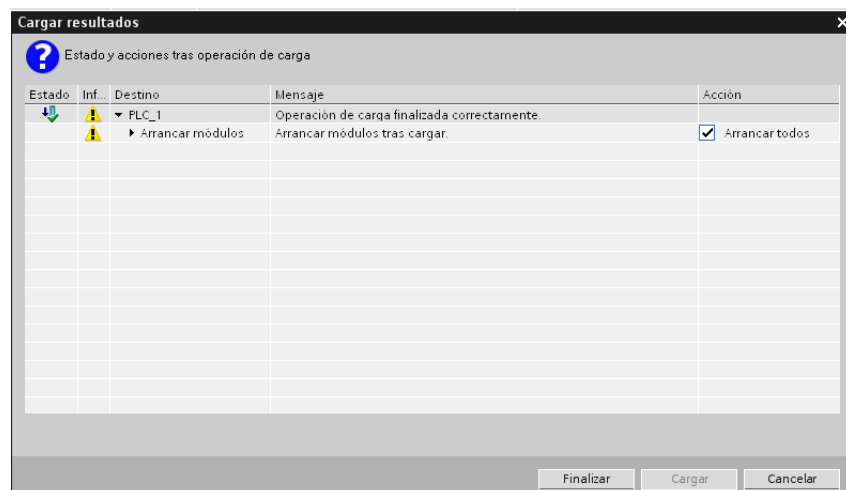 Cargar resultados
Estado y acciones tras operación de carga
Estado Inf... Destino Mensaje Acción
PLC_1 Operación de carga finalizada correctamente.
Arrancar módulos Arrancar módulos tras cargar. Arrancar todos
Finalizar Cargar Cancelar